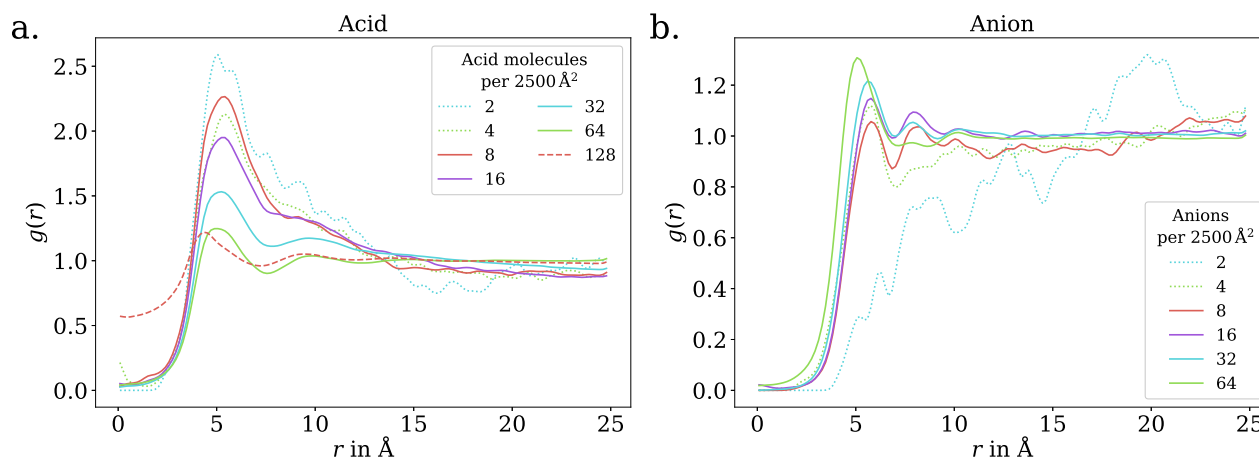 a.
Acid
g(r)
2.5
2.0
1.5
1.0
0.5
0.0
Acid molecules
per 2500 Å²
2
4
8
16
32
64
128
0 5 10 15 20 25
r in Å
b.
Anion
g(r)
1.2
1.0
0.8
0.6
0.4
0.2
0.0
Anions
per 2500 Å²
2
4
8
16
32
64
0 5 10 15 20 25
r in Å